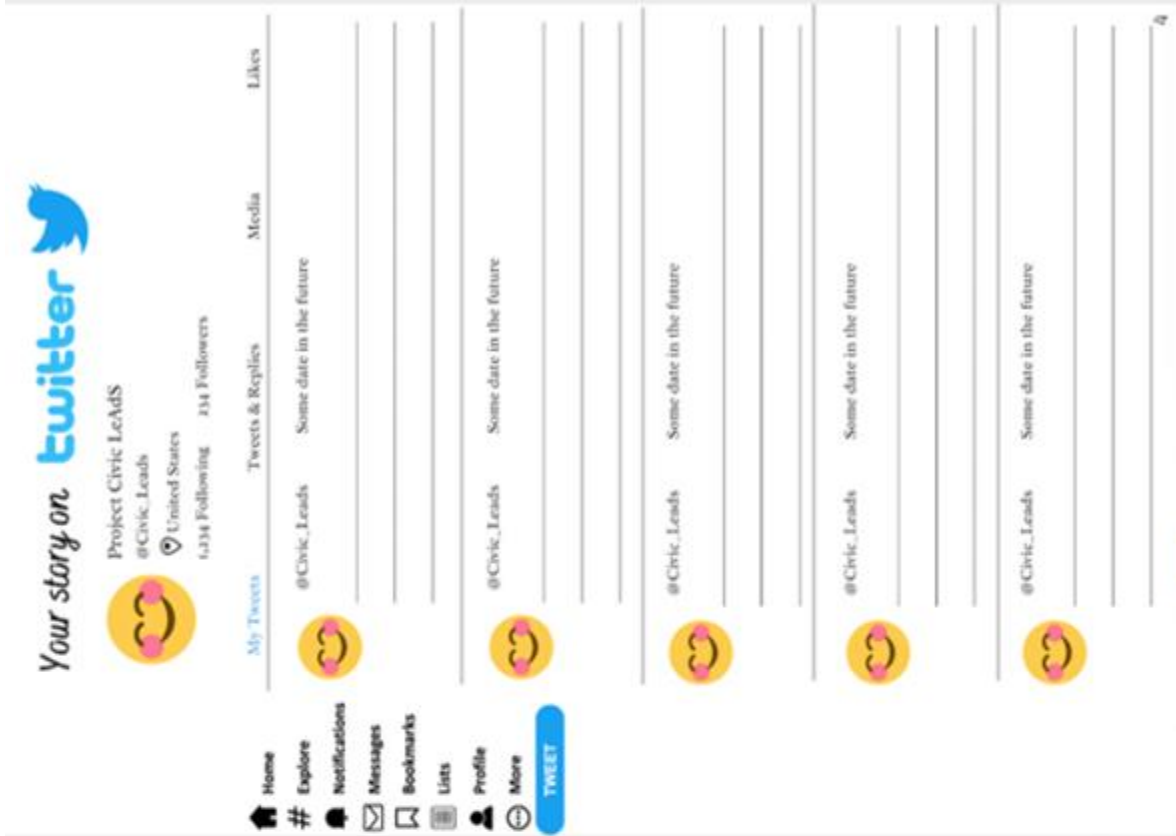 Your story on twitter
Project Civic LeAdS
@Civic_Leads
United States
1,234 Following 234 Followers
My Tweets Tweets & Replies Media Likes
Home
# Explore
Notifications
Messages
Bookmarks
Lists
Profile
More
TWEET
@Civic_Leads Some date in the future
@Civic_Leads Some date in the future
@Civic_Leads Some date in the future
@Civic_Leads Some date in the future
@Civic_Leads Some date in the future